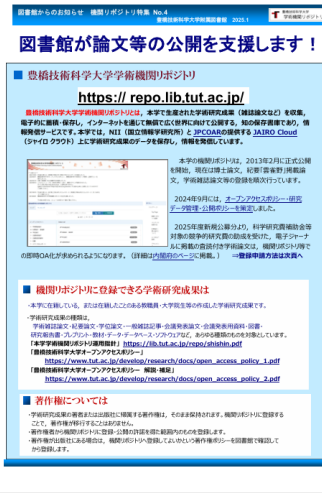 図書館からのお知らせ 機関リポジトリ特集 No.4
豊橋技術科学大学附属図書館 2025.1
図書館が論文等の公開を支援します！
■ 豊橋技術科学大学学術機関リポジトリ
https:// repo.lib.tut.ac.jp/
豊橋技術科学大学学術機関リポジトリとは，本学で生産された学術研究成果（雑誌論文など）を収集，
電子的に蓄積・保存し，インターネットを通して無償で広く世界に向けて公開する，知の保存書庫であり，情
報発信サービスです。本学では，NII（国立情報学研究所）とJPCOARの提供する JAIRO Cloud
（ジャイロ クラウド）上に学術研究成果のデータを保存し，情報を発信しています。
本学の機関リポジトリは，2013年2月に正式公開
を開始，現在は博士論文，紀要「雲雀野」掲載論
文，学術雑誌論文等の登録を順次行っています。
2024年9月には，オープンアクセスポリシー・研究
データ管理・公開ポリシーを策定しました。
2025年度新規公募分より，科学研究費補助金等
対象の競争的研究費の助成を受けた，電子ジャーナ
ルに掲載の査読付き学術論文は，機関リポジトリ等で
の即時OA化が求められるようになります。（詳細は内閣府のページに掲載。） ⇒登録申請方法は次頁へ
■ 機関リポジトリに登録できる学術研究成果は
・本学に在籍している，または在籍したことのある教職員・大学院生等の作成した学術研究成果です。
・学術研究成果の種類は，
学術雑誌論文・紀要論文・学位論文・一般雑誌記事・会議発表論文・会議発表用資料・図書・
研究報告書・プレプリント・教材・データ・データベース・ソフトウェアなど，あらゆる種類のものを対象としています。
「本学学術機関リポジトリ運用指針」https://lib.tut.ac.jp/repo/shishin.pdf
「豊橋技術科学大学オープンアクセスポリシー」
https://www.tut.ac.jp/develop/research/docs/open_access_policy_1.pdf
「豊橋技術科学大学オープンアクセスポリシー 解説・補足」
https://www.tut.ac.jp/develop/research/docs/open_access_policy_2.pdf
■ 著作権については
・学術研究成果の著者または出版社に帰属する著作権は，そのまま保持されます。機関リポジトリに登録する
ことで，著作権が移行することはありません。
・著作権者から機関リポジトリに登録・公開の許諾を得た範囲内のものを登録します。
・著作権が出版社にある場合は，機関リポジトリへ登録してよいかという著作権ポリシーを図書館で確認して
から登録します。